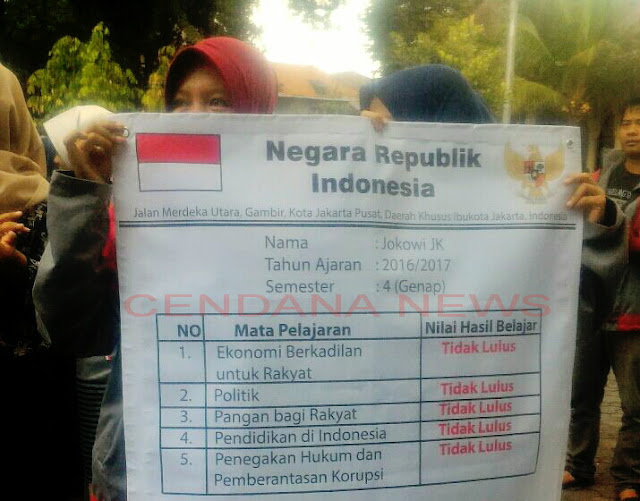 Negara Republik
Indonesia
Jalan Merdeka Utara, Gambir, Kota Jakarta Pusat, Daerah Khusus Ibukota Jakarta, Indonesia
Nama : Jokowi JK
Tahun Ajaran : 2016/2017
Semester : 4 (Genap)
CENDANA NEWS
NO Mata Pelajaran Nilai Hasil Belajar
1. Ekonomi Berkadilan Tidak Lulus
untuk Rakyat
2. Politik Tidak Lulus
3. Pangan bagi Rakyat Tidak Lulus
4. Pendidikan di Indonesia Tidak Lulus
5. Penegakan Hukum dan Tidak Lulus
Pemberantasan Korupsi